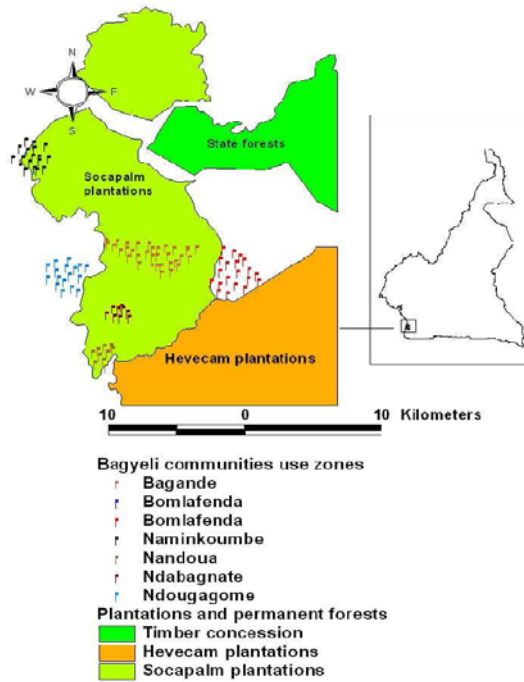 N
W
E
S
State forests
Socapalm
plantations
Hevecam plantations
10 0 10 Kilometers
Bagyeli communities use zones
Bagande
Bomlafenda
Bomlafenda
Naminkoumbe
Nandoua
Ndabagnate
Ndougagome
Plantations and permanent forests
Timber concession
Hevecam plantations
Socapalm plantations